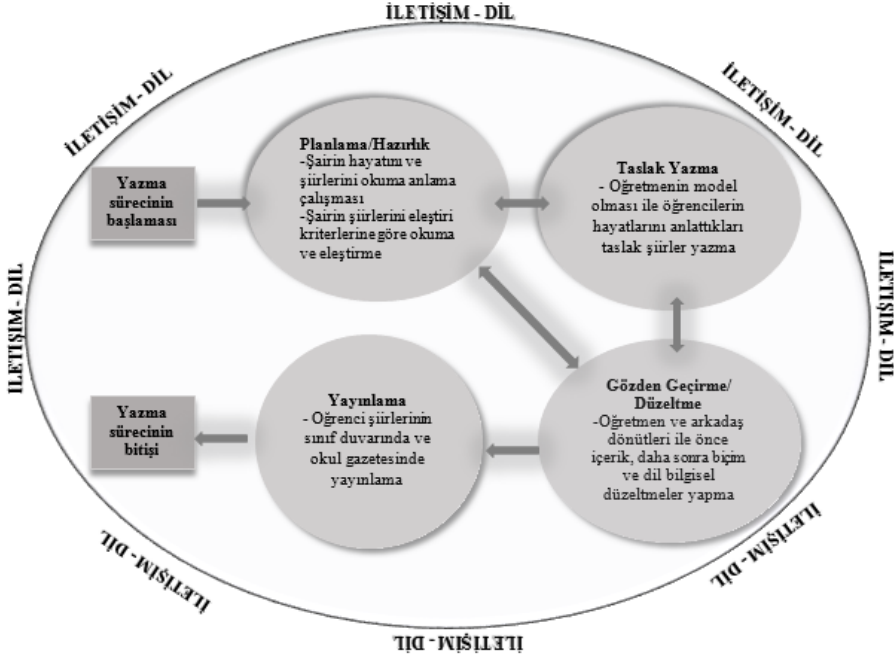 İLETİŞİM - DİL
İLETİŞİM - DİL
İLETİŞİM - DİL
Planlama/Hazırlık
-Şairin hayatını ve
şiirlerini okuma anlama
çalışması
-Şairin şiirlerini eleştiri
kriterlerine göre okuma
ve eleştirme
Taslak Yazma
- Öğretmenin model
olması ile öğrencilerin
hayatlarını anlattıkları
taslak şiirler yazma
Yazma
sürecinin
başlaması
İLETİŞİM - DİL
İLETİŞİM - DİL
Gözden Geçirme/
Düzeltme
-Öğretmen ve arkadaş
dönütleri ile önce
içerik, daha sonra biçim
ve dil bilgisel
düzeltmeler yapma
Yayınlama
- Öğrenci şiirlerinin
sınıf duvarında ve
okul gazetesinde
yayınlama
Yazma
sürecinin
bitişi
İLETİŞİM - DİL
İLETİŞİM - DİL
İLETİŞİM - DİL